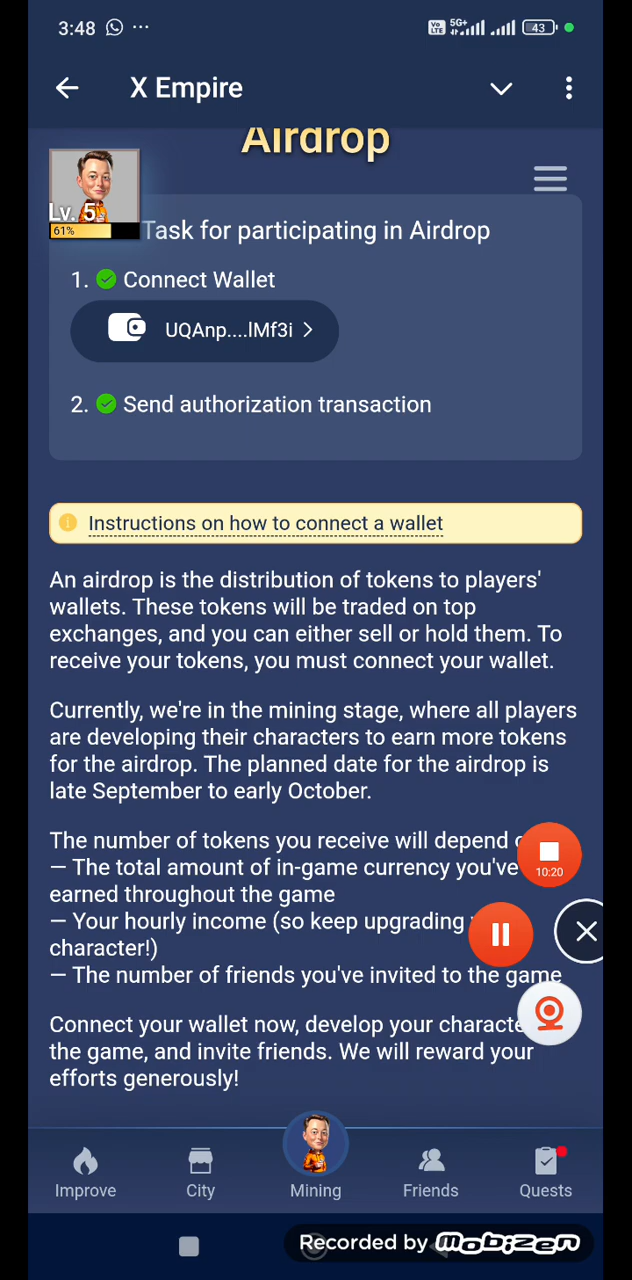 3:48 ... Vo LTE 5G+ 43
X Empire
Airdrop
Lv. 5
61%
Task for participating in Airdrop
1. Connect Wallet
UQAnp....lMf3i
2. Send authorization transaction
Instructions on how to connect a wallet
An airdrop is the distribution of tokens to players'
wallets. These tokens will be traded on top
exchanges, and you can either sell or hold them. To
receive your tokens, you must connect your wallet.
Currently, we're in the mining stage, where all players
are developing their characters to earn more tokens
for the airdrop. The planned date for the airdrop is
late September to early October.
The number of tokens you receive will depend
— The total amount of in-game currency you've
10:20
earned throughout the game
— Your hourly income (so keep upgrading
character!)
— The number of friends you've invited to the game
Connect your wallet now, develop your characte
the game, and invite friends. We will reward your
efforts generously!
Improve City Mining Friends Quests
Recorded by Mobizen